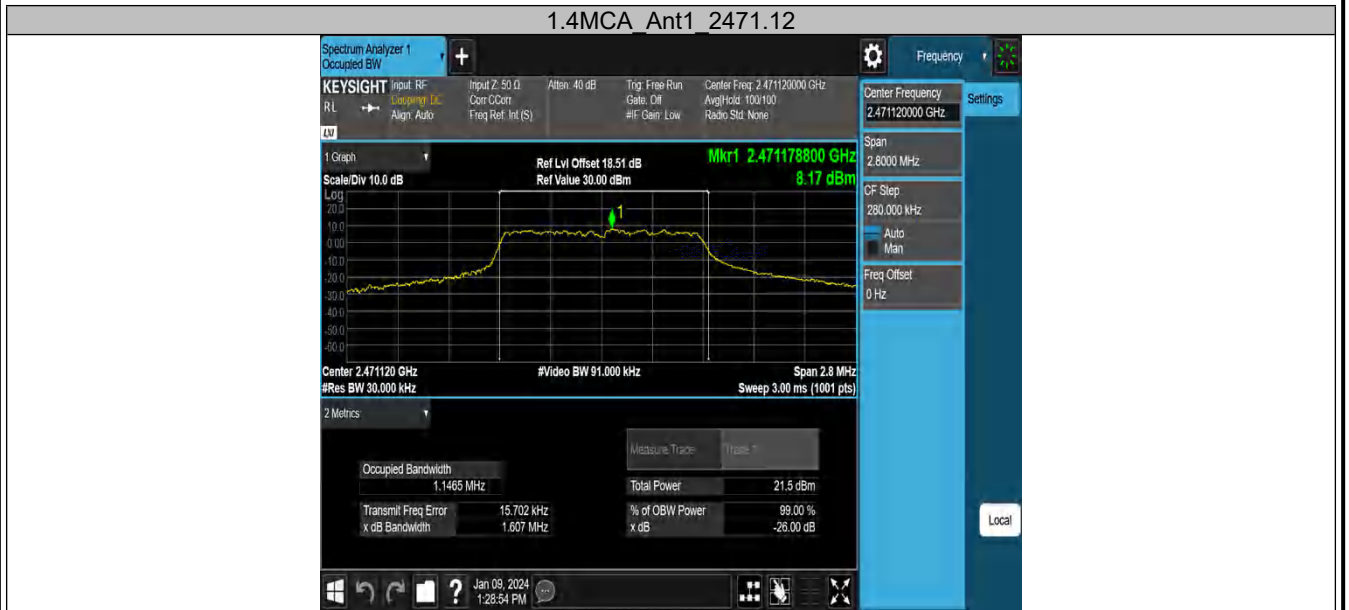 1.4MCA_Ant1_2471.12
Spectrum Analyzer 1
Occupied BW
+
Frequency
KEYSIGHT
RL
LXI
Input: RF
Coupling: DC
Align: Auto
Input Z: 50 Ω
Corr CCorr
Freq Ref: Int (S)
Atten: 40 dB
Trig: Free Run
Gate: Off
#IF Gain: Low
Center Freq: 2.471120000 GHz
Avg|Hold: 100/100
Radio Std: None
Center Frequency
2.471120000 GHz
Settings
Span
2.8000 MHz
CF Step
280.000 kHz
Auto
Man
Freq Offset
0 Hz
Local
1 Graph
Scale/Div 10.0 dB
Ref Lvl Offset 18.51 dB
Ref Value 30.00 dBm
Mkr1 2.471178800 GHz
8.17 dBm
Log
20.0
10.0
0.00
-10.0
-20.0
-30.0
-40.0
-50.0
-60.0
1
Center 2.471120 GHz
#Video BW 91.000 kHz
Span 2.8 MHz
#Res BW 30.000 kHz
Sweep 3.00 ms (1001 pts)
2 Metrics
Measure Trace
Trace 1
Occupied Bandwidth
1.1465 MHz
Total Power
21.5 dBm
Transmit Freq Error
15.702 kHz
% of OBW Power
99.00 %
x dB Bandwidth
1.607 MHz
x dB
-26.00 dB
?
Jan 09, 2024
1:28:54 PM